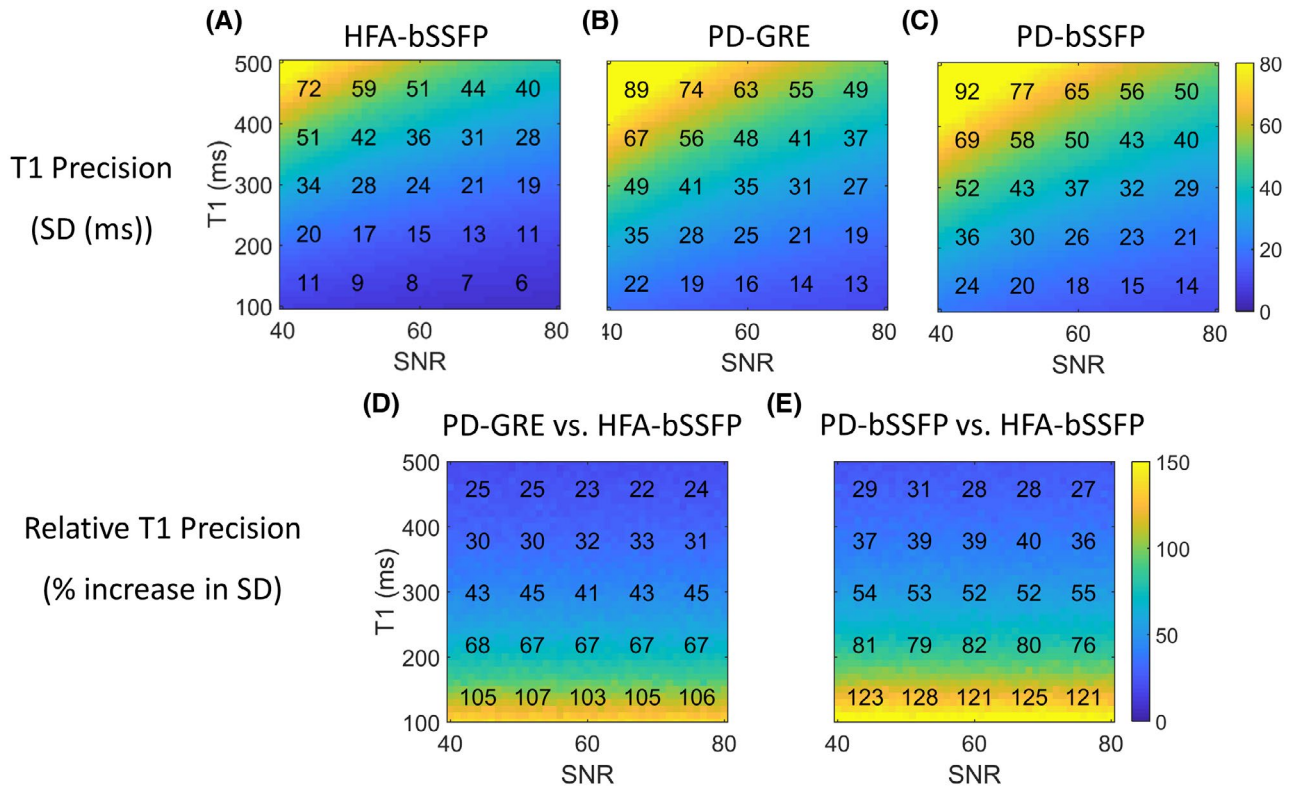 (A) (B) (C)
HFA-bSSFP PD-GRE PD-bSSFP
T1 Precision
(SD (ms))
T1 (ms)
500
400
300
200
100
72 59 51 44 40
51 42 36 31 28
34 28 24 21 19
20 17 15 13 11
11 9 8 7 6
40 60 80
SNR
89 74 63 55 49
67 56 48 41 37
49 41 35 31 27
35 28 25 21 19
22 19 16 14 13
40 60 80
SNR
92 77 65 56 50
69 58 50 43 40
52 43 37 32 29
36 30 26 23 21
24 20 18 15 14
40 60 80
SNR
80
60
40
20
0
(D) (E)
PD-GRE vs. HFA-bSSFP PD-bSSFP vs. HFA-bSSFP
Relative T1 Precision
(% increase in SD)
T1 (ms)
500
400
300
200
100
25 25 23 22 24
30 30 32 33 31
43 45 41 43 45
68 67 67 67 67
105 107 103 105 106
40 60 80
SNR
29 31 28 28 27
37 39 39 40 36
54 53 52 52 55
81 79 82 80 76
123 128 121 125 121
40 60 80
SNR
150
100
50
0